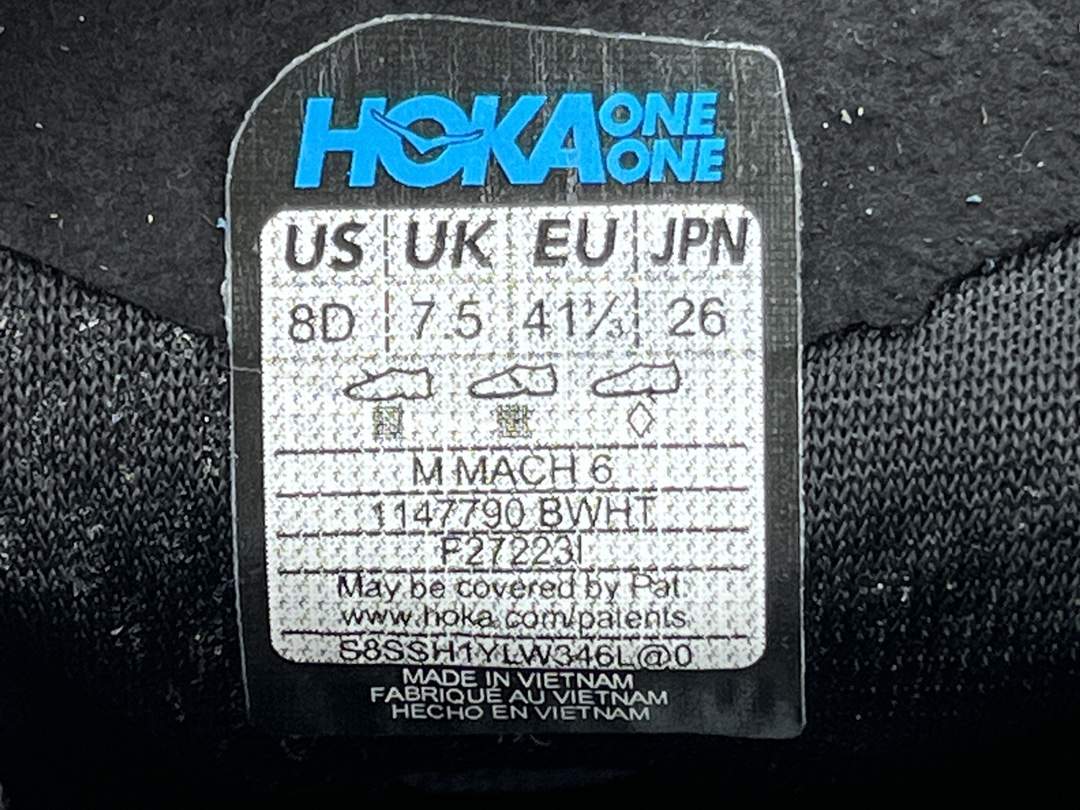 HOKA ONE ONE
US UK EU JPN
8D 7.5 41⅓ 26
M MACH 6
1147790 BWHT
F27223I
May be covered by Pat.
www.hoka.com/patents
S8SSH1YLW346L@0
MADE IN VIETNAM
FABRIQUÉ AU VIETNAM
HECHO EN VIETNAM